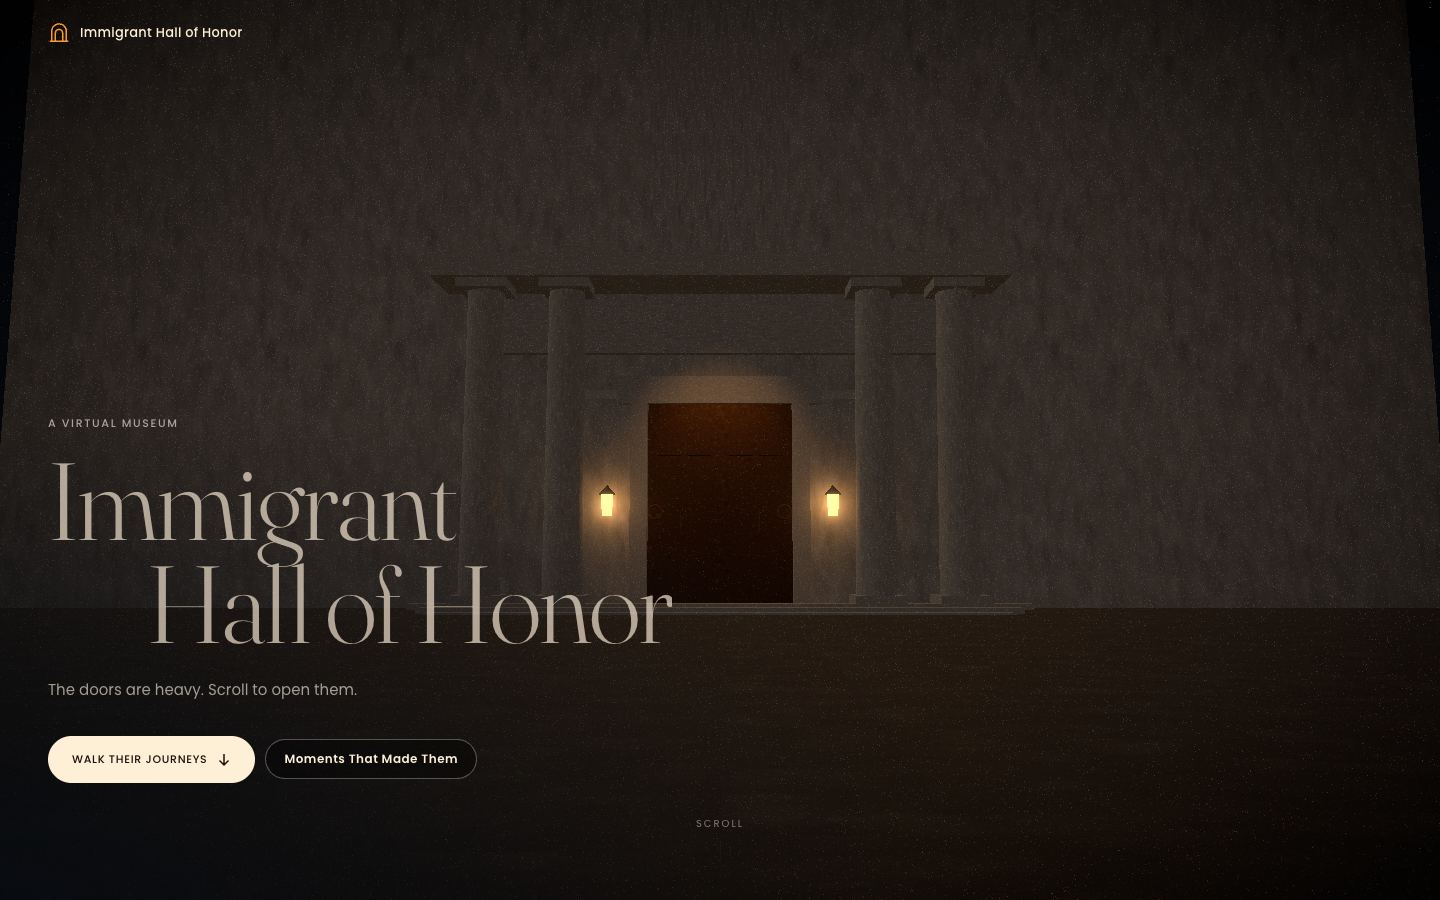 Immigrant Hall of Honor
A VIRTUAL MUSEUM
Immigrant
Hall of Honor
The doors are heavy. Scroll to open them.
WALK THEIR JOURNEYS
Moments That Made Them
SCROLL